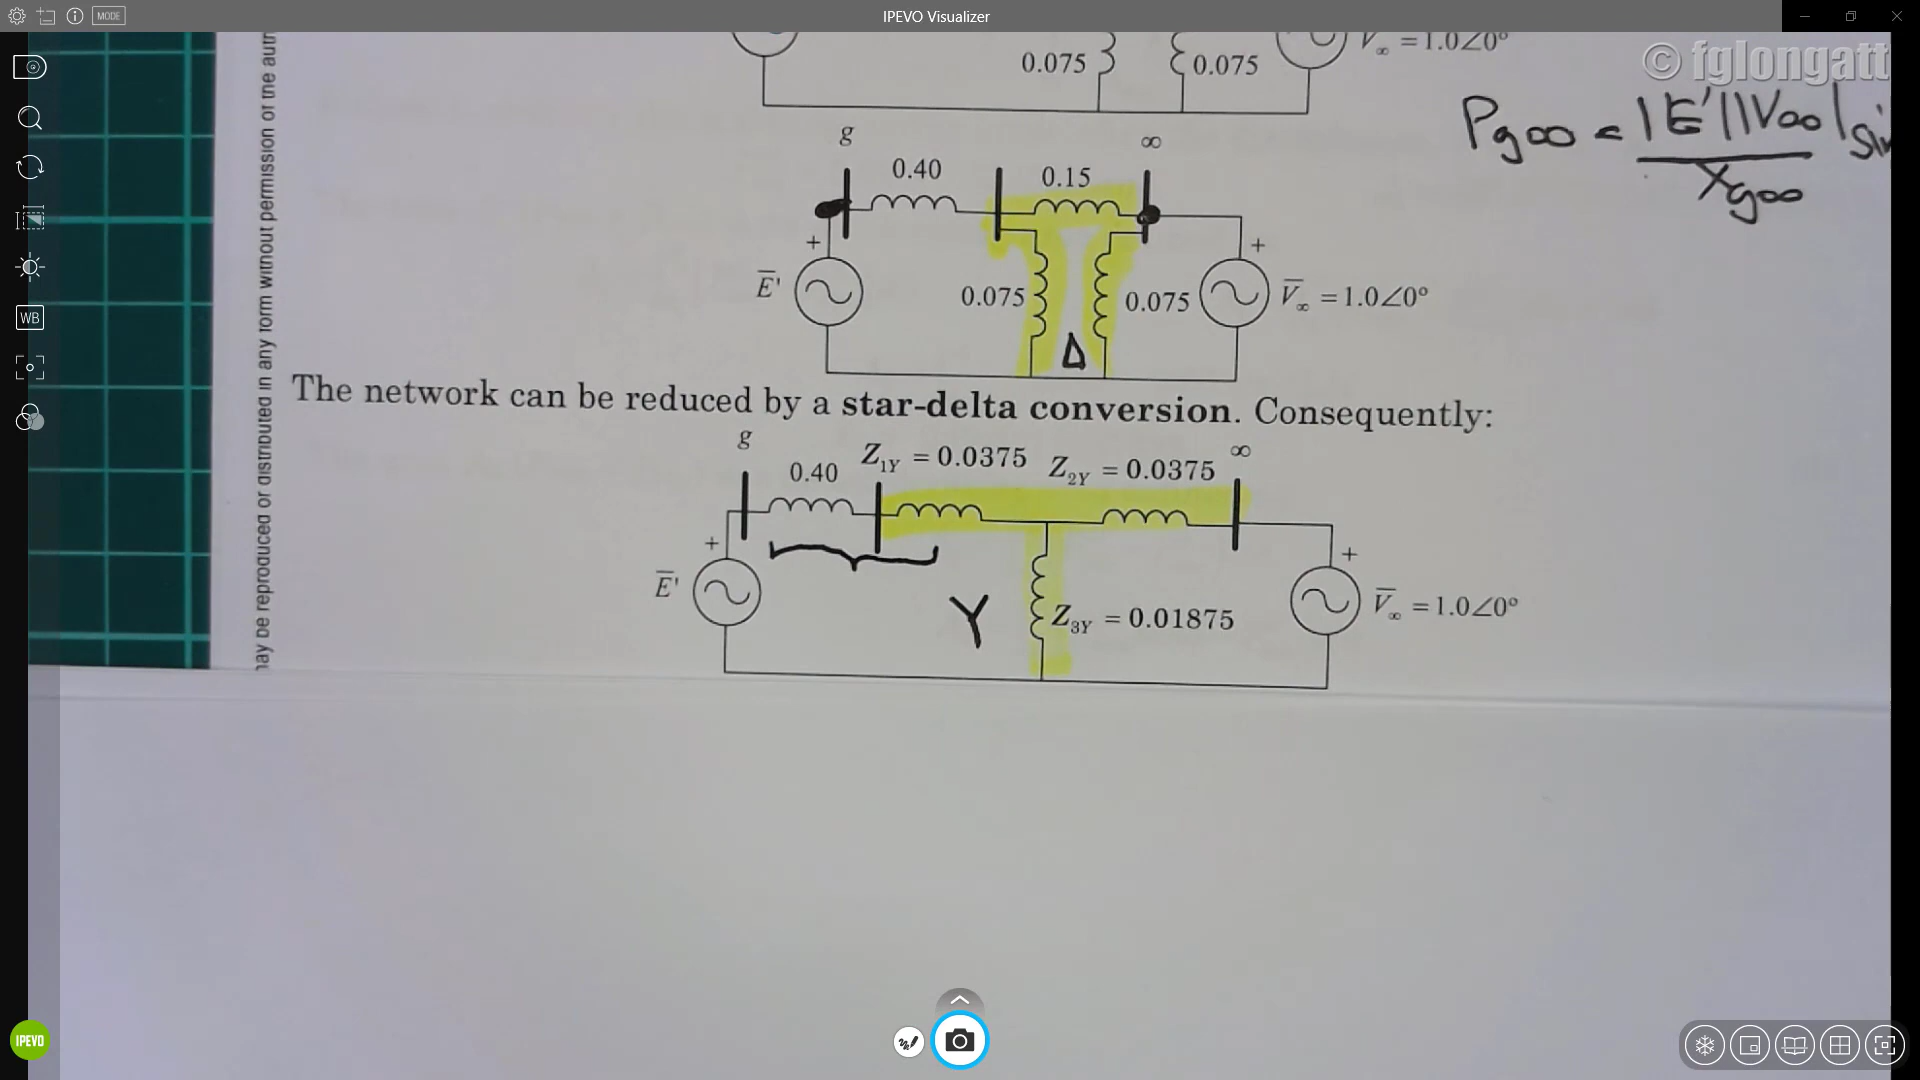 MODE
IPEVO Visualizer
© fglongatt
0.075
0.075
V̅∞ = 1.0∠0°
Pg∞ = |E'||V∞| sin
Xg∞
g
∞
0.40
0.15
+
+
E̅'
0.075
0.075
V̅∞ = 1.0∠0°
Δ
The network can be reduced by a star-delta conversion. Consequently:
g
∞
0.40
Z1Y = 0.0375
Z2Y = 0.0375
+
+
E̅'
Y
Z3Y = 0.01875
V̅∞ = 1.0∠0°
may be reproduced or distributed in any form without permission of the auth
WB
IPEVO